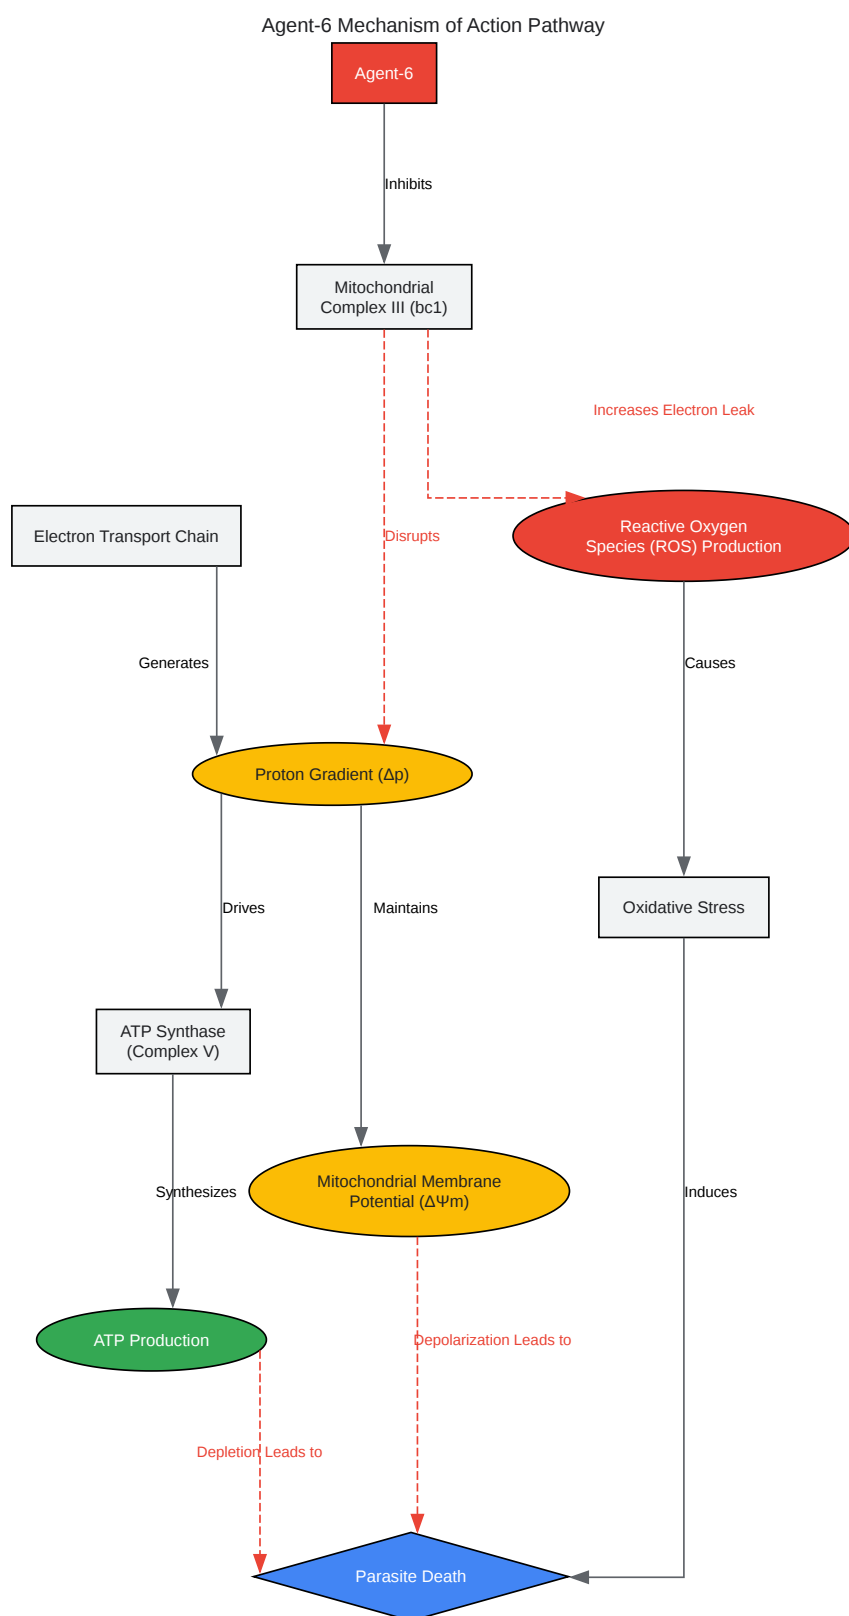 Agent-6 Mechanism of Action Pathway
Agent-6
Inhibits
Mitochondrial
Complex III (bc1)
Increases Electron Leak
Electron Transport Chain
Disrupts
Reactive Oxygen
Species (ROS) Production
Generates
Causes
Proton Gradient (Δp)
Drives
Maintains
Oxidative Stress
ATP Synthase
(Complex V)
Synthesizes
Mitochondrial Membrane
Potential (ΔΨm)
Induces
ATP Production
Depolarization Leads to
Depletion Leads to
Parasite Death